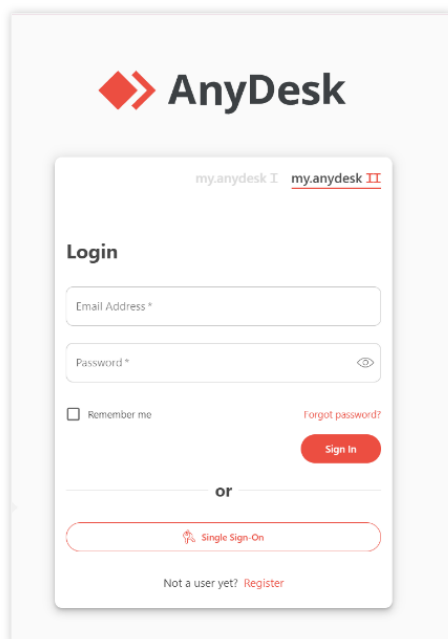 AnyDesk
my.anydesk I my.anydesk II
Login
Email Address *
Password *
Remember me Forgot password?
Sign In
or
Single Sign-On
Not a user yet? Register